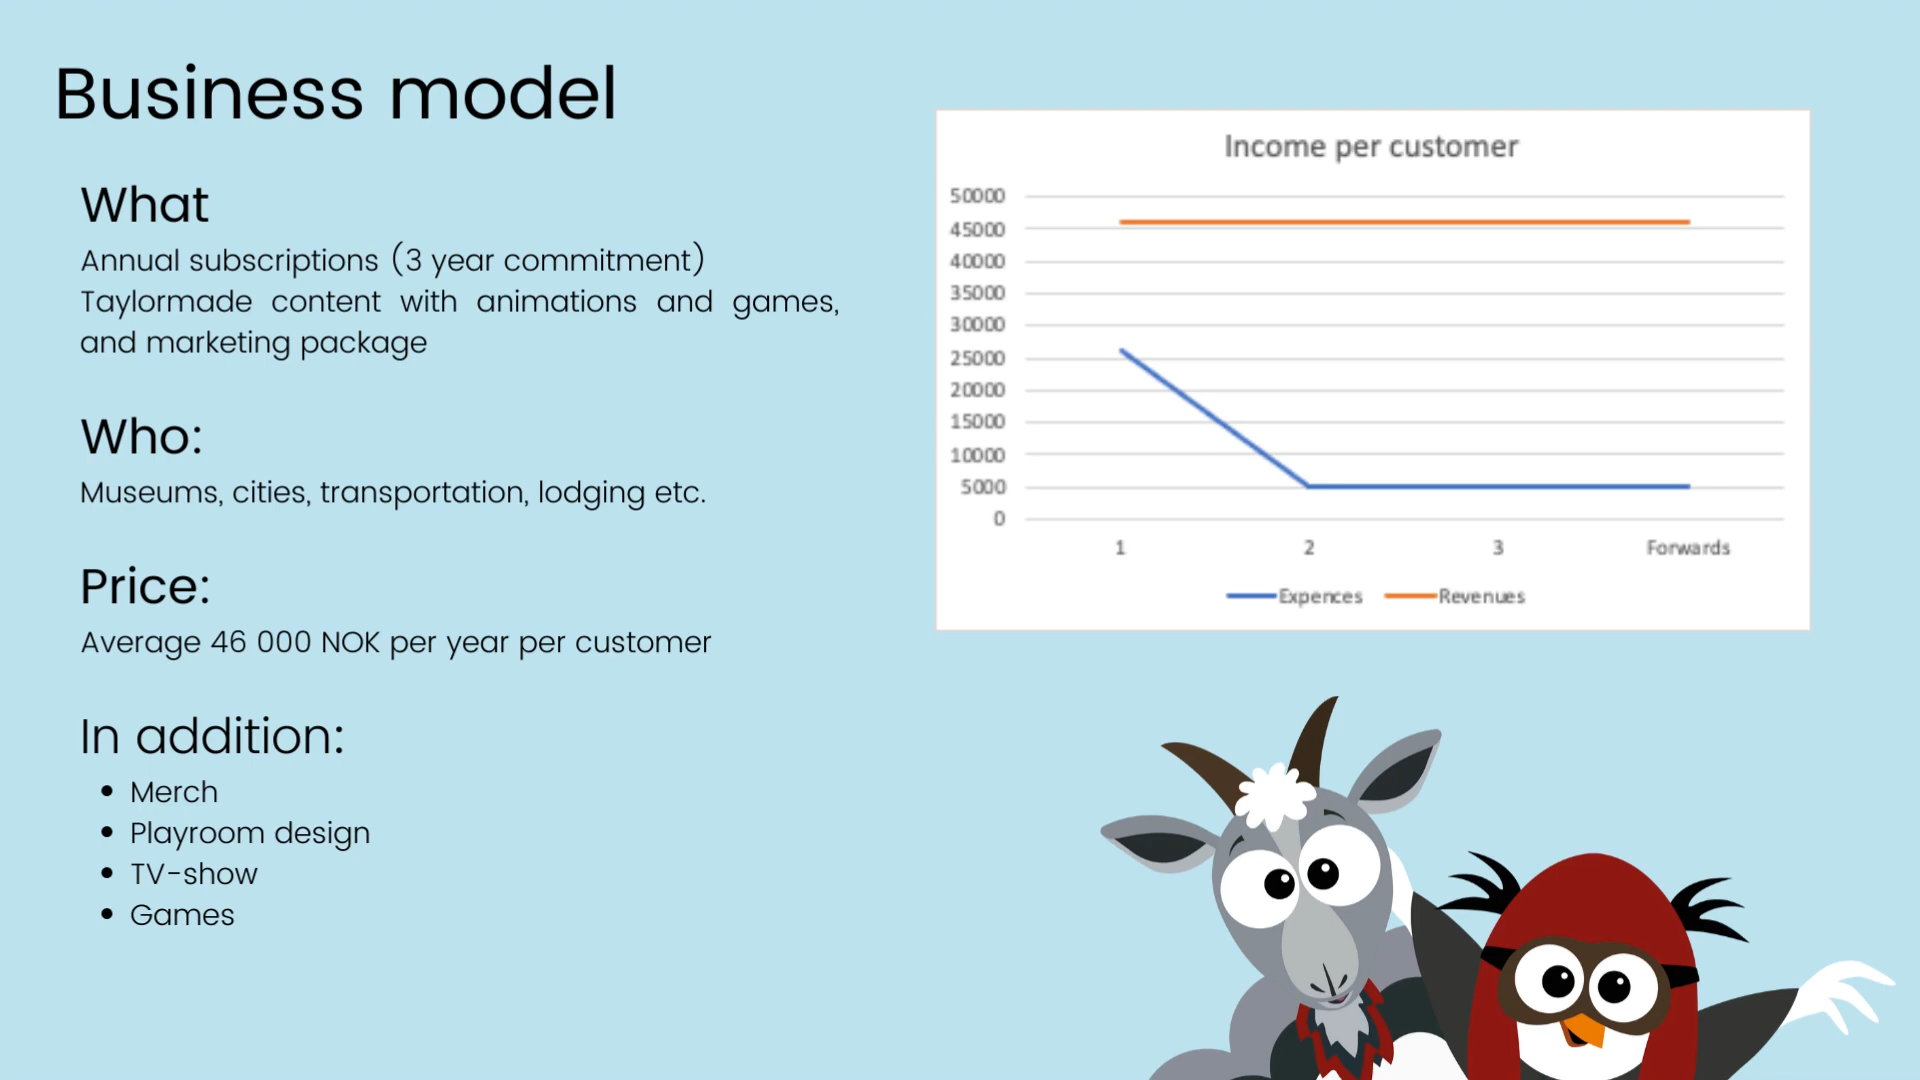 Business model
What
Annual subscriptions (3 year commitment)
Taylormade content with animations and games,
and marketing package
Who:
Museums, cities, transportation, lodging etc.
Price:
Average 46 000 NOK per year per customer
In addition:
• Merch
• Playroom design
• TV-show
• Games
Income per customer
50000
45000
40000
35000
30000
25000
20000
15000
10000
5000
0
1 2 3 Forwards
Expences Revenues